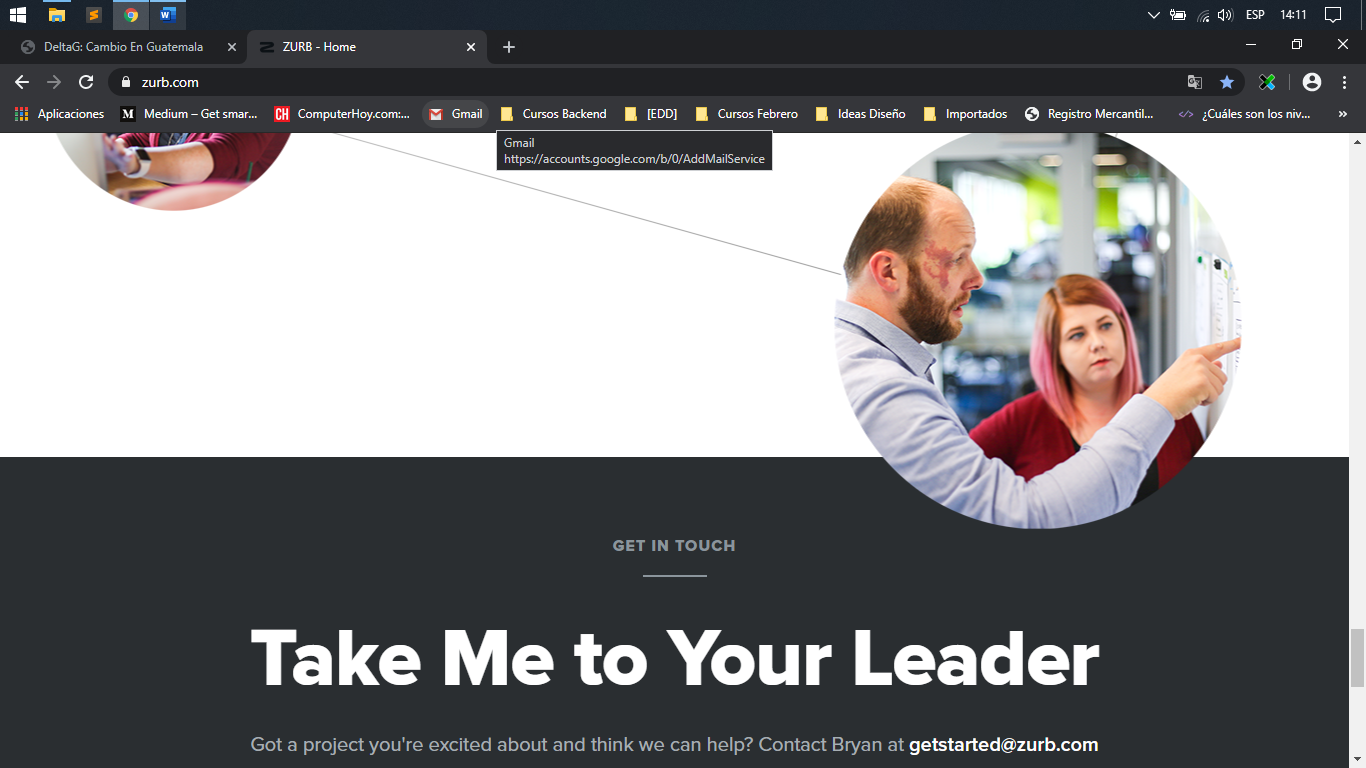 ESP
14:11
DeltaG: Cambio En Guatemala
ZURB - Home
zurb.com
Aplicaciones
Medium – Get smar...
CH
ComputerHoy.com:...
Gmail
Cursos Backend
[EDD]
Cursos Febrero
Ideas Diseño
Importados
Registro Mercantil...
¿Cuáles son los niv...
Gmail
https://accounts.google.com/b/0/AddMailService
GET IN TOUCH
Take Me to Your Leader
Got a project you're excited about and think we can help? Contact Bryan at getstarted@zurb.com